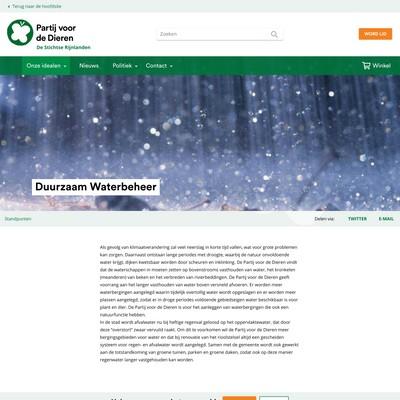 Terug naar de hoofdsite
Partij voor
de Dieren
De Stichtse Rijnlanden
Zoeken
WORD LID
Onze idealen
Nieuws
Politiek
Contact
Winkel
Duurzaam Waterbeheer
Standpunten
Delen via:
TWITTER
E-MAIL
Als gevolg van klimaatverandering zal veel neerslag in korte tijd vallen, wat voor grote problemen
kan zorgen. Daarnaast ontstaan lange periodes met droogte, waarbij de natuur onvoldoende
water krijgt, dijken kwetsbaar worden door scheuren en inklinking. De Partij voor de Dieren vindt
dat de waterschappen in moeten zetten op bovenstrooms vasthouden van water, het kronkelen
(meanderen) van beken en het verbreden van rivierbeddingen. De Partij voor de Dieren geeft
voorrang aan het langer vasthouden van water boven versneld afvoeren. Er moeten meer
waterbergingen aangelegd waarin tijdelijk overtollig water wordt opgeslagen en er worden meer
plassen aangelegd, zodat er in droge periodes voldoende gebiedseigen water beschikbaar is voor
plant en dier. De Partij voor de Dieren is voor het aanleggen van waterbergingen die ook een
natuurfunctie hebben.
In de stad wordt afvalwater nu bij heftige regenval geloosd op het oppervlaktewater, dat door
deze "overstort" zwaar vervuild raakt. Om dit te voorkomen wil de Partij voor de Dieren meer
bergingsgebieden voor water en dat bij renovatie van het rioolstelsel altijd een gescheiden
systeem voor regen- en afvalwater wordt aangelegd. Samen met de gemeente wordt ook gewerkt
aan de totstandkoming van groene tuinen, parken en groene daken, zodat ook op deze manier
regenwater langer vastgehouden kan worden.